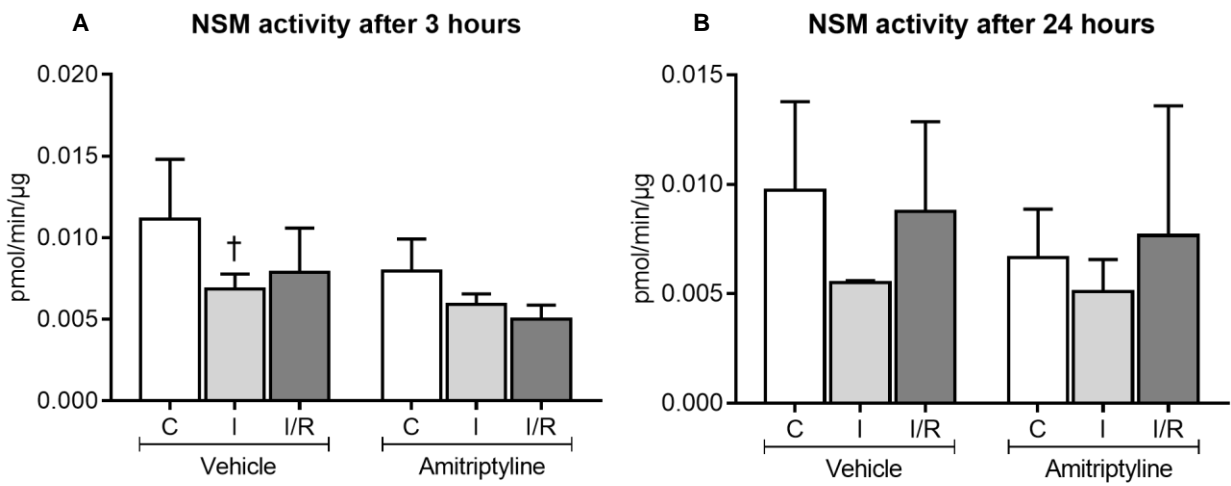 A NSM activity after 3 hours
pmol/min/µg
0.020
0.015
0.010
0.005
0.000
†
C I I/R C I I/R
Vehicle Amitriptyline
B NSM activity after 24 hours
pmol/min/µg
0.015
0.010
0.005
0.000
C I I/R C I I/R
Vehicle Amitriptyline